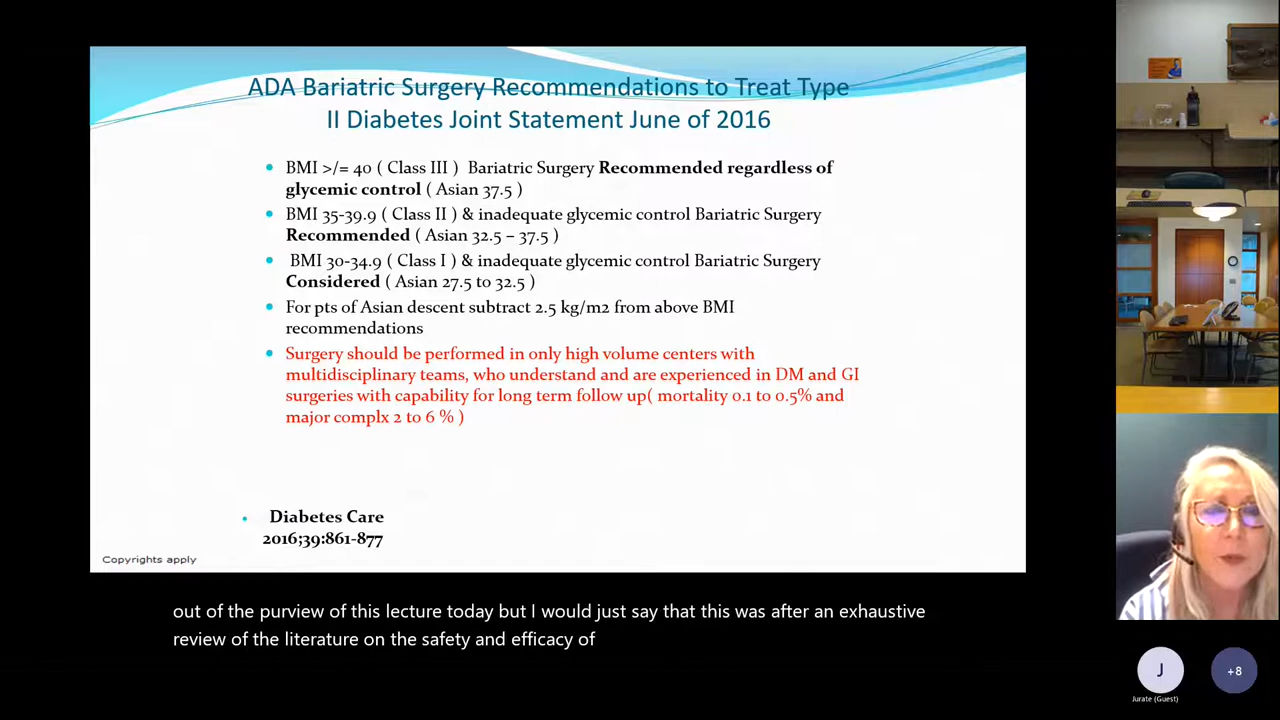 ADA Bariatric Surgery Recommendations to Treat Type
II Diabetes Joint Statement June of 2016
BMI >/= 40 ( Class III ) Bariatric Surgery Recommended regardless of
glycemic control ( Asian 37.5 )
BMI 35-39.9 ( Class II ) & inadequate glycemic control Bariatric Surgery
Recommended ( Asian 32.5 – 37.5 )
BMI 30-34.9 ( Class I ) & inadequate glycemic control Bariatric Surgery
Considered ( Asian 27.5 to 32.5 )
For pts of Asian descent subtract 2.5 kg/m2 from above BMI
recommendations
Surgery should be performed in only high volume centers with
multidisciplinary teams, who understand and are experienced in DM and GI
surgeries with capability for long term follow up( mortality 0.1 to 0.5% and
major complx 2 to 6 % )
Diabetes Care
2016;39:861-877
Copyrights apply
out of the purview of this lecture today but I would just say that this was after an exhaustive
review of the literature on the safety and efficacy of
J
+8
Jurate (Guest)